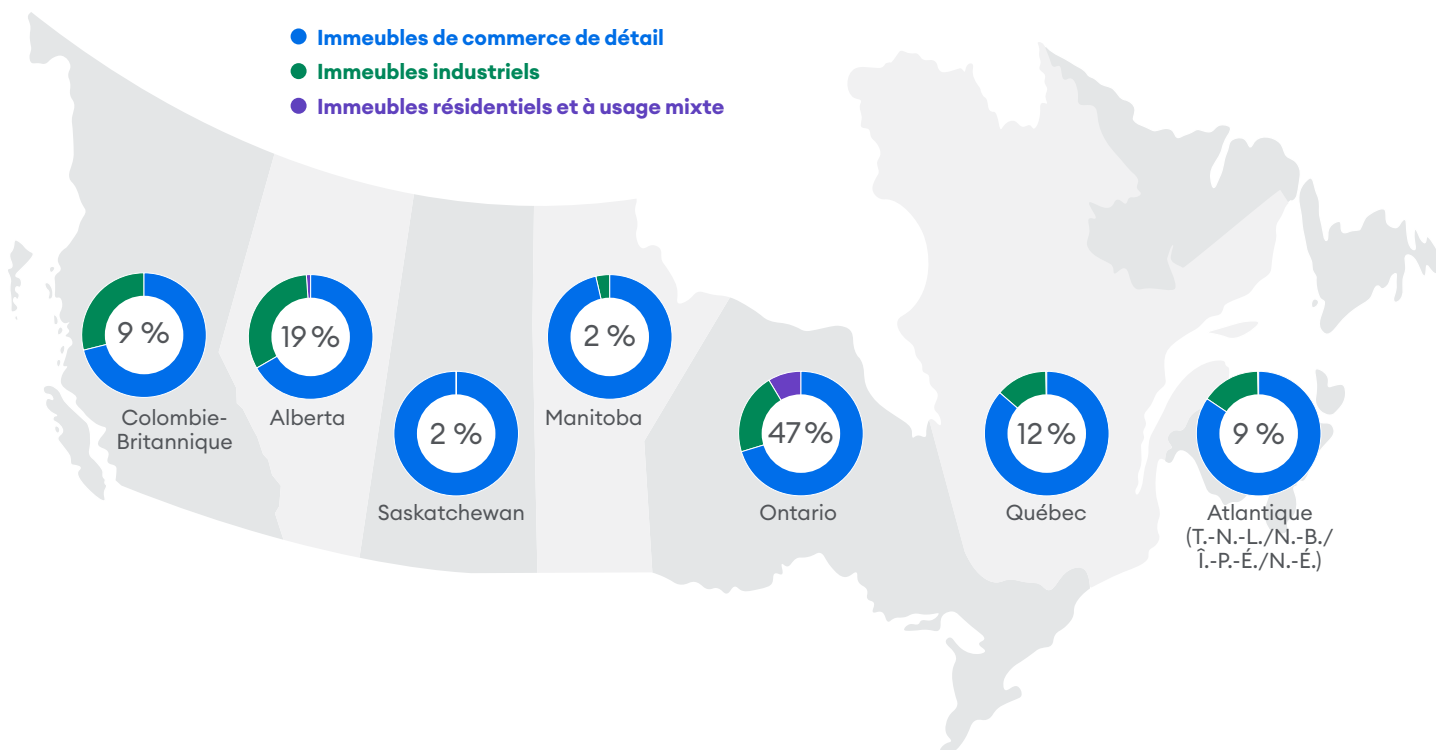 Immeubles de commerce de détail
Immeubles industriels
Immeubles résidentiels et à usage mixte
9 %
Colombie-
Britannique
19 %
Alberta
2 %
Saskatchewan
2 %
Manitoba
47 %
Ontario
12 %
Québec
9 %
Atlantique
(T.-N.-L./N.-B./
Î.-P.-É./N.-É.)